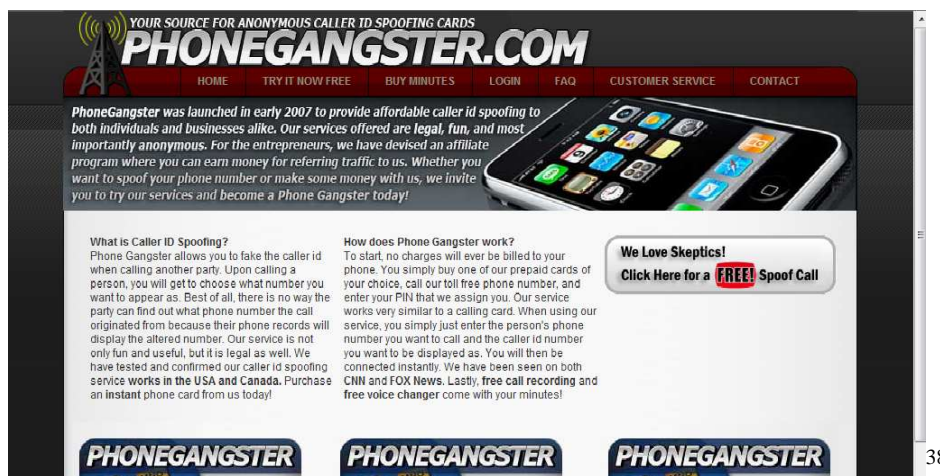 YOUR SOURCE FOR ANONYMOUS CALLER ID SPOOFING CARDS
PHONEGANGSTER.COM
HOME TRY IT NOW FREE BUY MINUTES LOGIN FAQ CUSTOMER SERVICE CONTACT
PhoneGangster was launched in early 2007 to provide affordable caller id spoofing to
both individuals and businesses alike. Our services offered are legal, fun, and most
importantly anonymous. For the entrepreneurs, we have devised an affiliate
program where you can earn money for referring traffic to us. Whether you
want to spoof your phone number or make some money with us, we invite
you to try our services and become a Phone Gangster today!
What is Caller ID Spoofing?
Phone Gangster allows you to fake the caller id
when calling another party. Upon calling a
person, you will get to choose what number you
want to appear as. Best of all, there is no way the
party can find out what phone number the call
originated from because their phone records will
display the altered number. Our service is not
only fun and useful, but it is legal as well. We
have tested and confirmed our caller id spoofing
service works in the USA and Canada. Purchase
an instant phone card from us today!
How does Phone Gangster work?
To start, no charges will ever be billed to your
phone. You simply buy one of our prepaid cards of
your choice, call our toll free phone number, and
enter your PIN that we assign you. Our service
works very similar to a calling card. When using our
service, you simply just enter the person's phone
number you want to call and the caller id number
you want to be displayed as. You will then be
connected instantly. We have been seen on both
CNN and FOX News. Lastly, free call recording and
free voice changer come with your minutes!
We Love Skeptics!
Click Here for a FREE! Spoof Call
PHONEGANGSTER PHONEGANGSTER PHONEGANGSTER